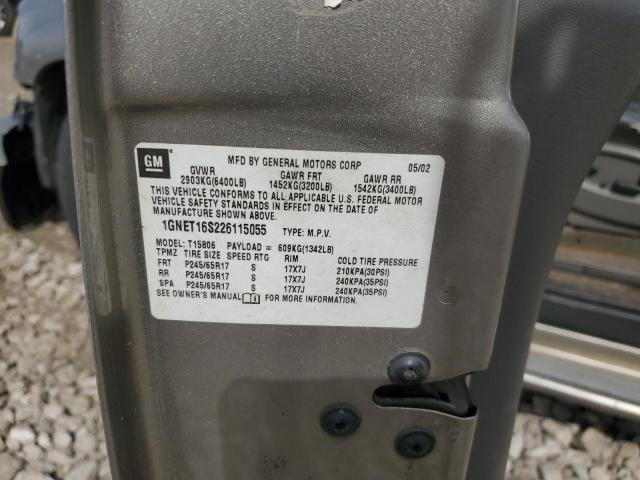 GM
MFD BY GENERAL MOTORS CORP 05/02
GVWR GAWR FRT GAWR RR
2903KG(6400LB) 1452KG(3200LB) 1542KG(3400LB)
THIS VEHICLE CONFORMS TO ALL APPLICABLE U.S. FEDERAL MOTOR
VEHICLE SAFETY STANDARDS IN EFFECT ON THE DATE OF
MANUFACTURE SHOWN ABOVE.
1GNET16S226115055 TYPE: M.P.V.
MODEL: T15806 PAYLOAD = 609KG(1342LB)
TPMZ TIRE SIZE SPEED RTG RIM COLD TIRE PRESSURE
FRT P245/65R17 S 17X7J 210KPA(30PSI)
RR P245/65R17 S 17X7J 240KPA(35PSI)
SPA P245/65R17 S 17X7J 240KPA(35PSI)
SEE OWNER'S MANUAL FOR MORE INFORMATION.